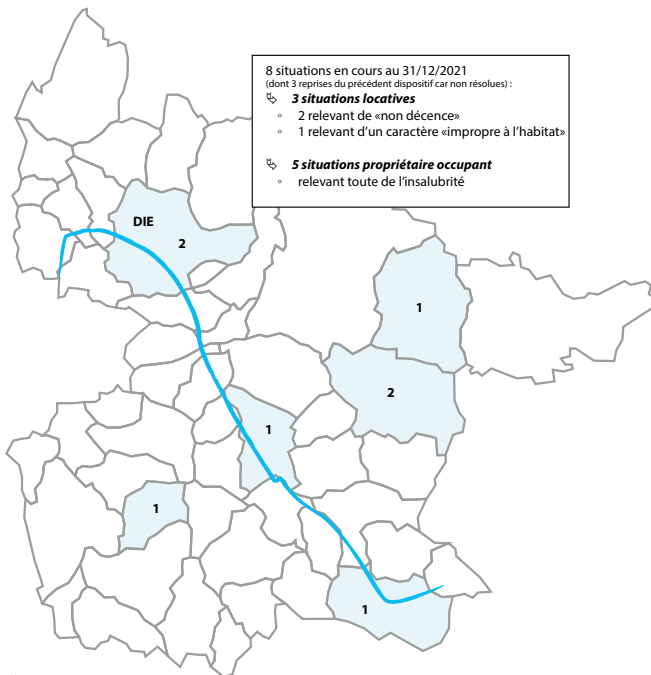 8 situations en cours au 31/12/2021
(dont 3 reprises du précédent dispositif car non résolues) :
↳ 3 situations locatives
◦ 2 relevant de «non décence»
◦ 1 relevant d'un caractère «impropre à l'habitat»
↳ 5 situations propriétaire occupant
◦ relevant toute de l'insalubrité
DIE
2
1
2
1
1
1